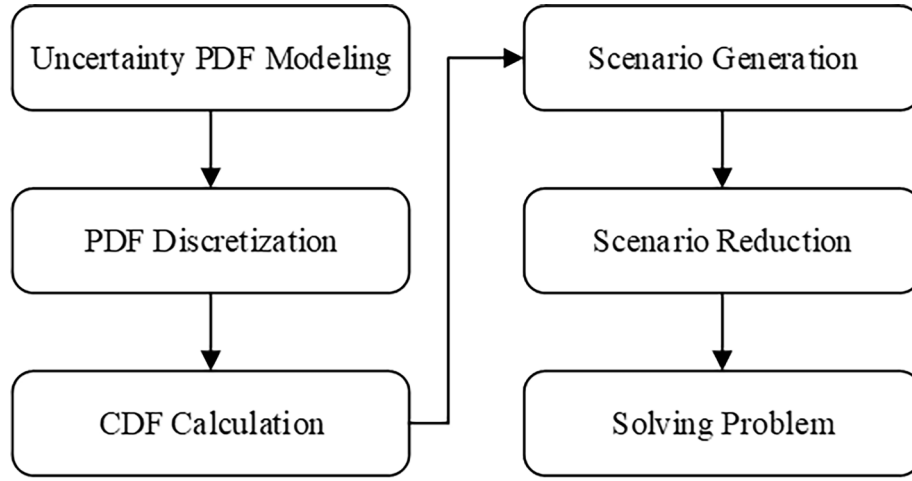 Uncertainty PDF Modeling
PDF Discretization
CDF Calculation
Scenario Generation
Scenario Reduction
Solving Problem